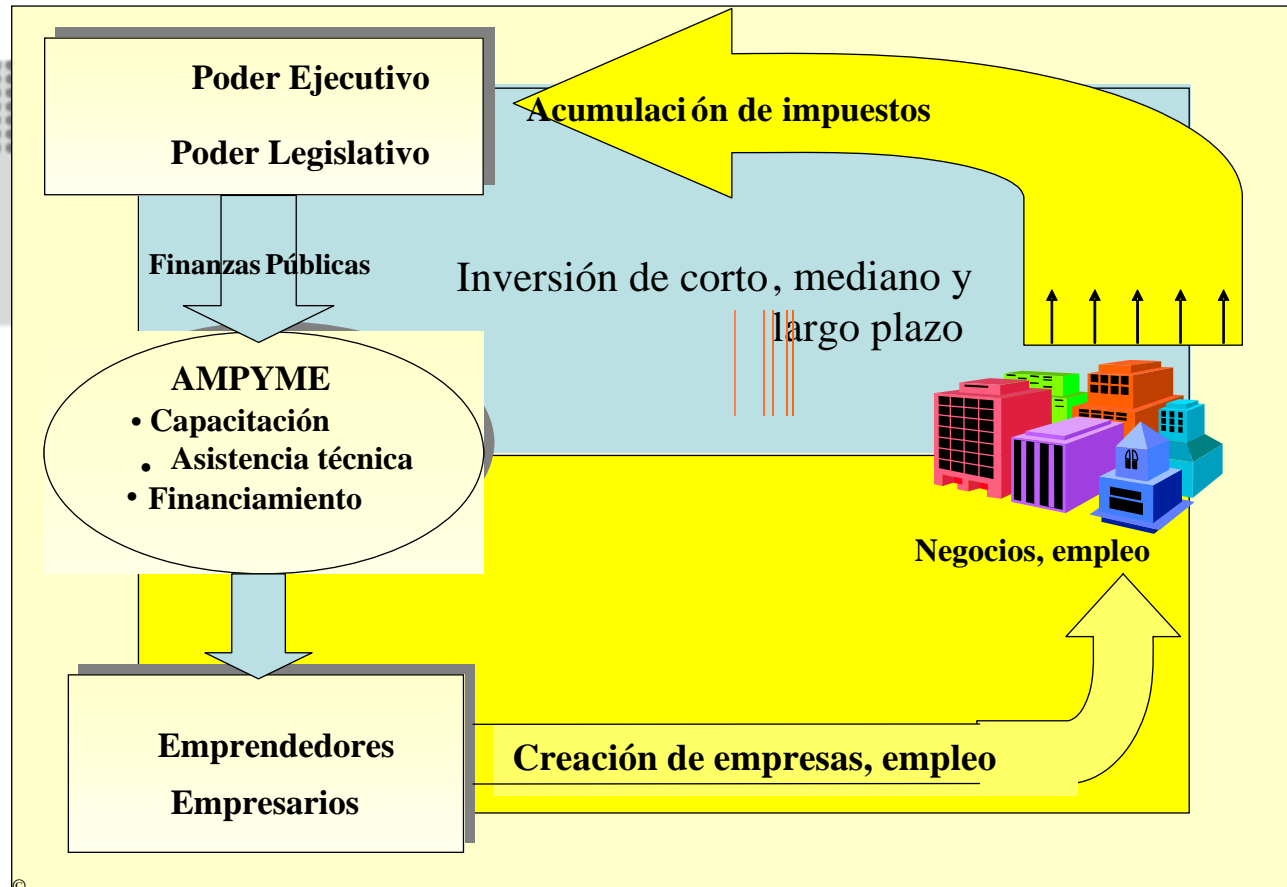 Poder Ejecutivo
Poder Legislativo
Acumulación de impuestos
Finanzas Públicas
Inversión de corto, mediano y
largo plazo
AMPYME
• Capacitación
• Asistencia técnica
• Financiamiento
Negocios, empleo
Emprendedores
Empresarios
Creación de empresas, empleo
©